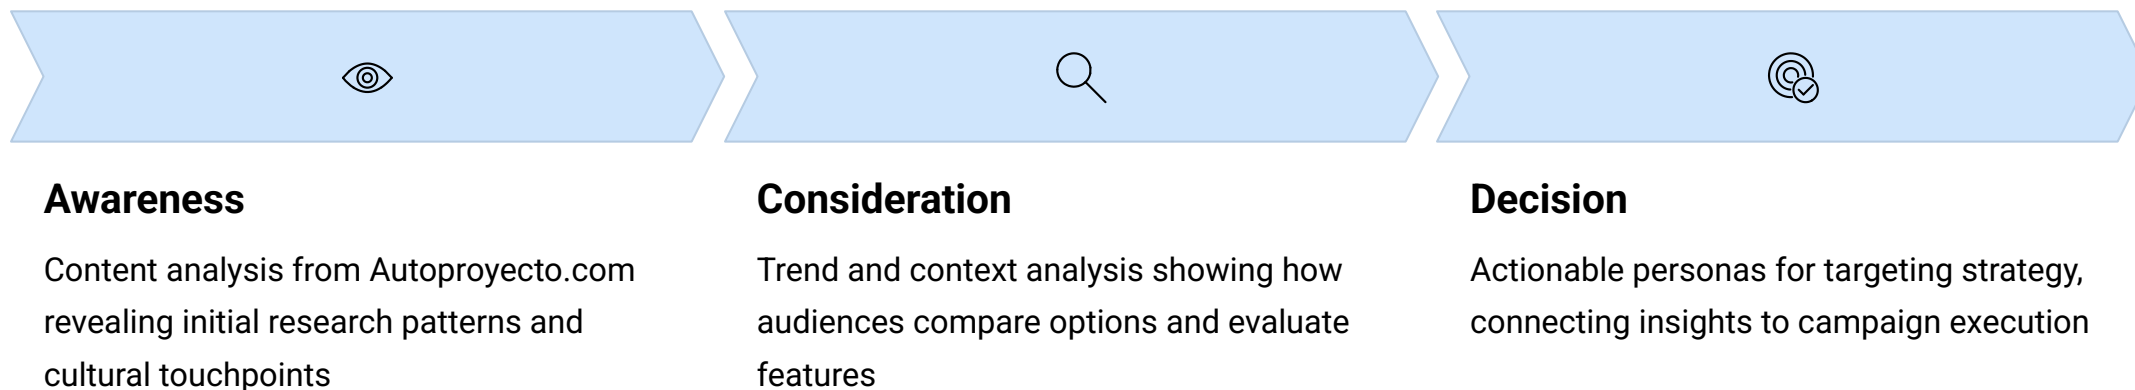 Awareness
Content analysis from Autoproyecto.com
revealing initial research patterns and
cultural touchpoints
Consideration
Trend and context analysis showing how
audiences compare options and evaluate
features
Decision
Actionable personas for targeting strategy,
connecting insights to campaign execution